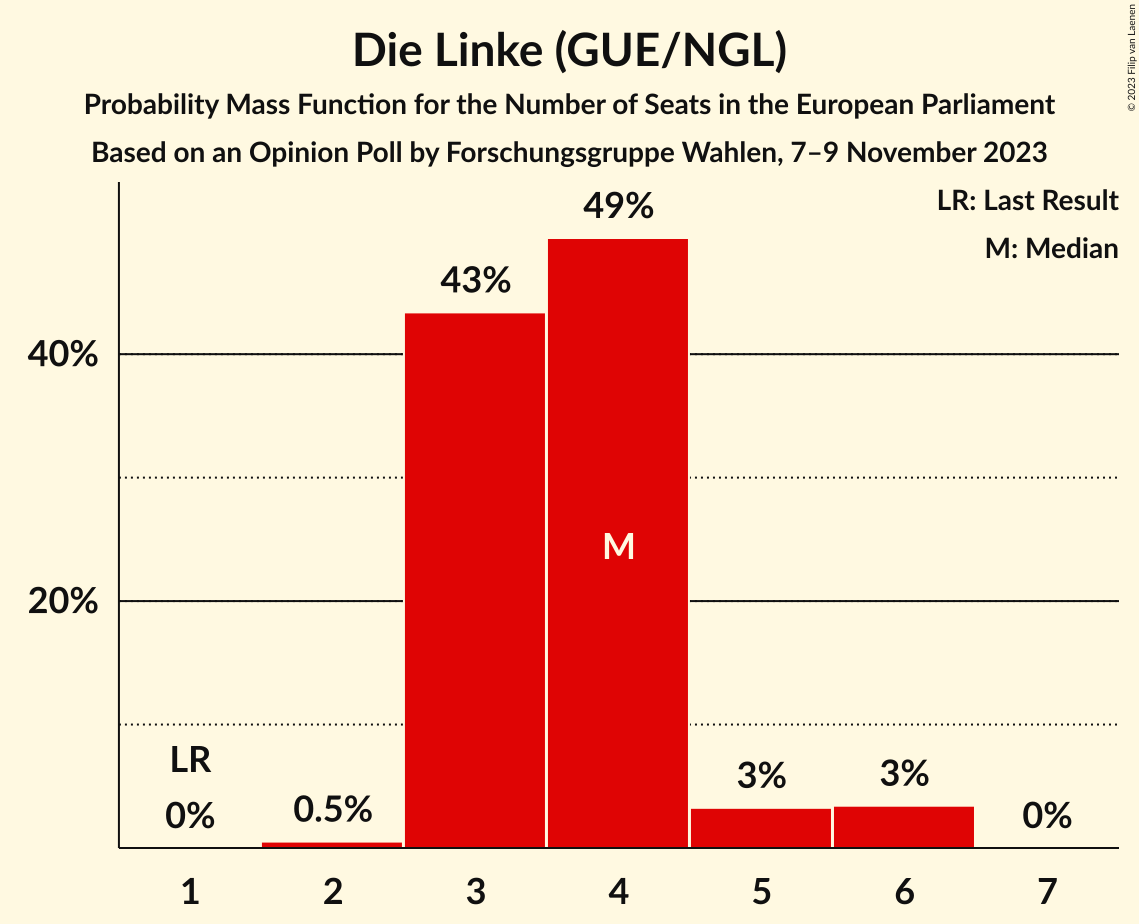 Die Linke (GUE/NGL)
Probability Mass Function for the Number of Seats in the European Parliament
Based on an Opinion Poll by Forschungsgruppe Wahlen, 7–9 November 2023
© 2023 Filip van Laenen
LR: Last Result
M: Median
49%
43%
40%
M
20%
LR
0%
0.5%
3%
3%
0%
1 2 3 4 5 6 7